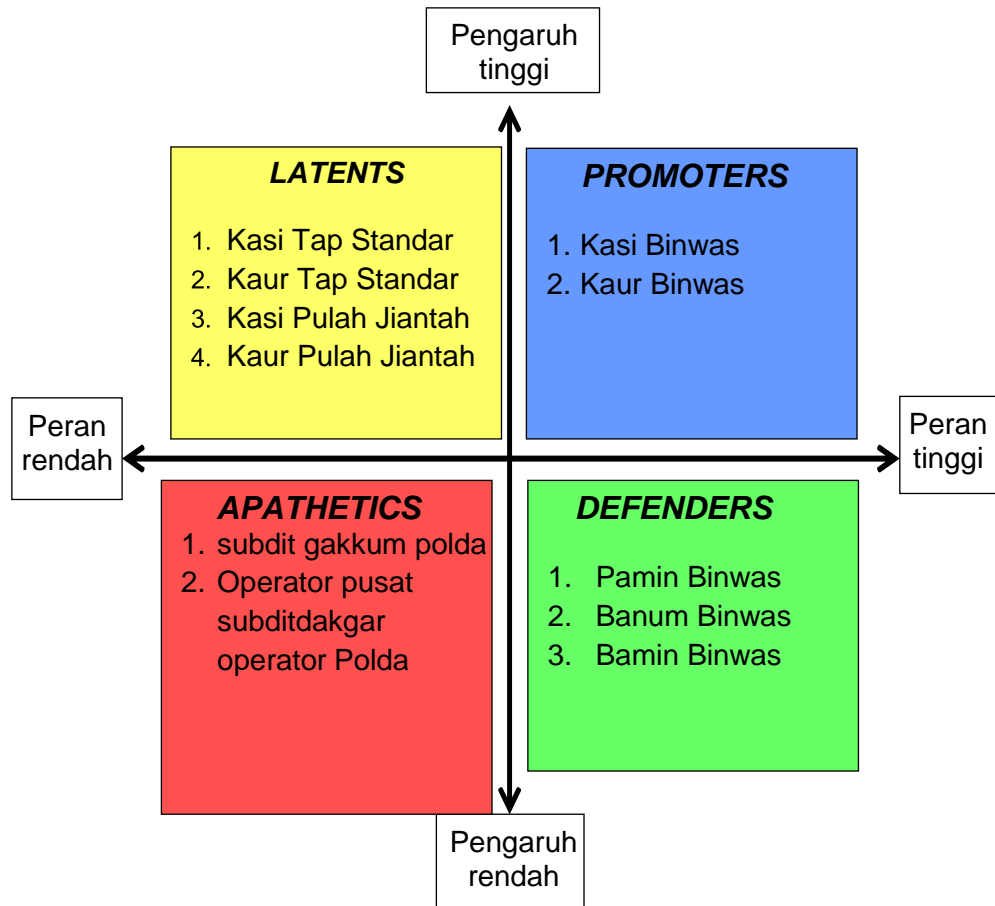 Pengaruh
tinggi
LATENTS
1. Kasi Tap Standar
2. Kaur Tap Standar
3. Kasi Pulah Jiantah
4. Kaur Pulah Jiantah
PROMOTERS
1. Kasi Binwas
2. Kaur Binwas
Peran
rendah
Peran
tinggi
APATHETICS
1. subdit gakkum polda
2. Operator pusat
subditdakgar
operator Polda
DEFENDERS
1. Pamin Binwas
2. Banum Binwas
3. Bamin Binwas
Pengaruh
rendah